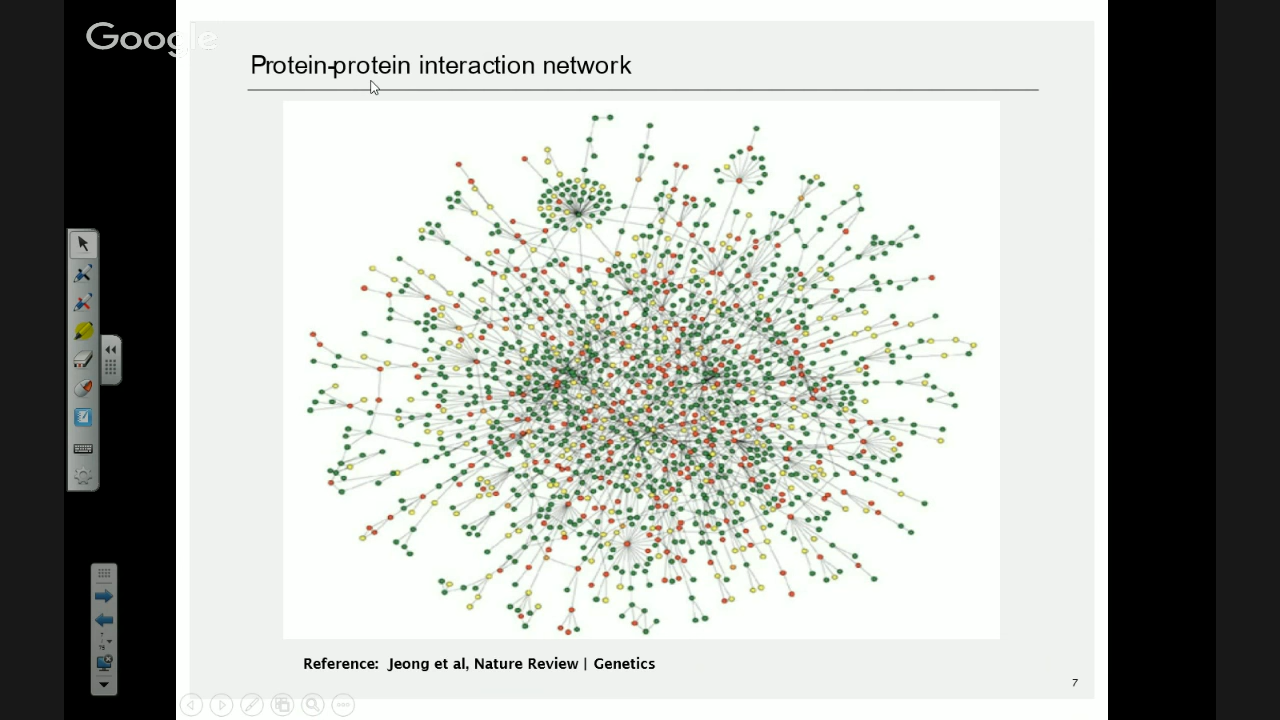 Google
Protein-protein interaction network
Reference: Jeong et al, Nature Review | Genetics
7